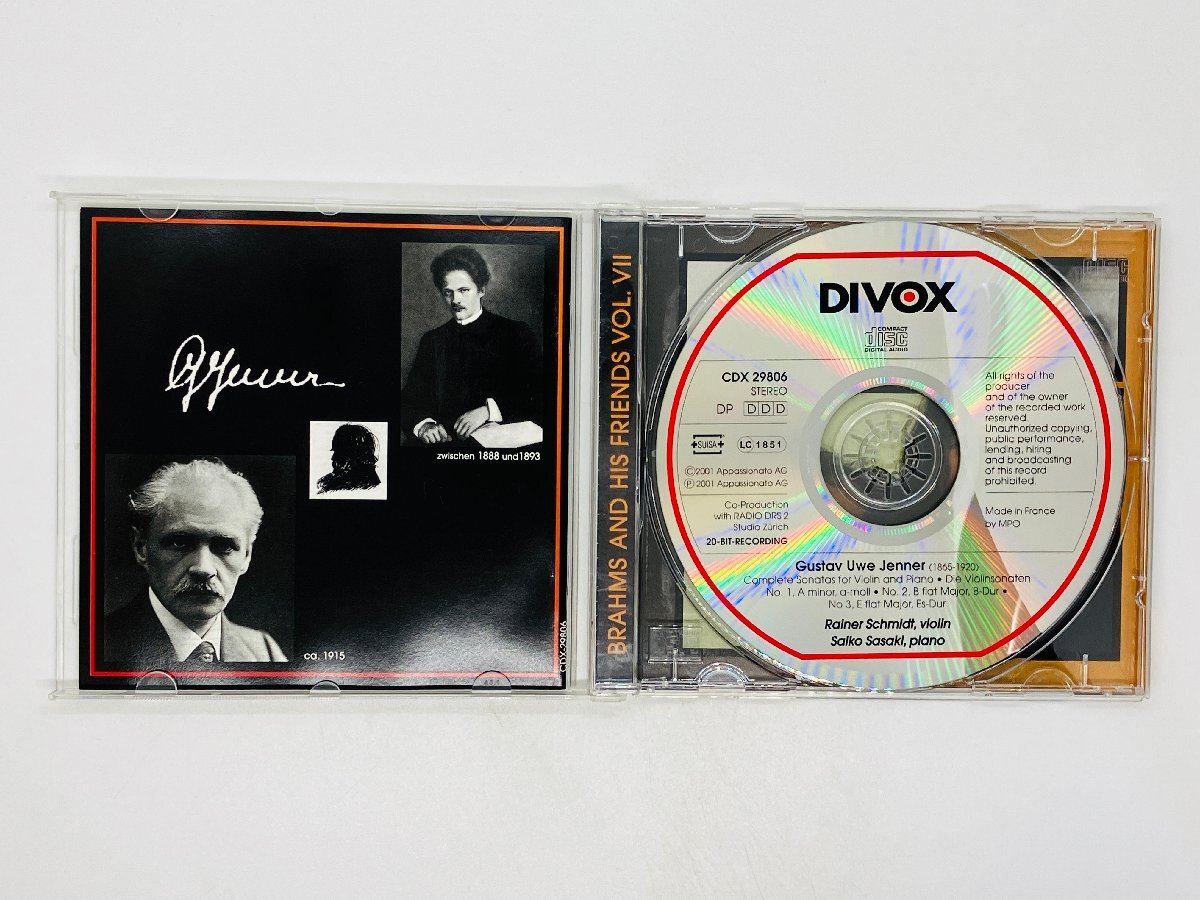 G Jenner
zwischen 1888 und1893
ca. 1915
CDX-29806
BRAHMS AND HIS FRIENDS VOL. VII
DIVOX
COMPACT
disc
DIGITAL AUDIO
CDX 29806
STEREO
DP DDD
SUISA LC 1851
Ⓒ2001 Appassionato AG
Ⓟ2001 Appassionato AG
Co-Production
with RADIO DRS 2
Studio Zürich
20-BIT-RECORDING
All rights of the
producer
and of the owner
of the recorded work
reserved.
Unauthorized copying,
public performance,
lending, hiring
and broadcasting
of this record
prohibited.
Made in France
by MPO
Gustav Uwe Jenner (1865-1920)
Complete Sonatas for Violin and Piano • Die Violinsonaten
No. 1, A minor, a-moll • No. 2, B flat Major, B-Dur •
No 3, E flat Major, Es-Dur
Rainer Schmidt, violin
Saiko Sasaki, piano